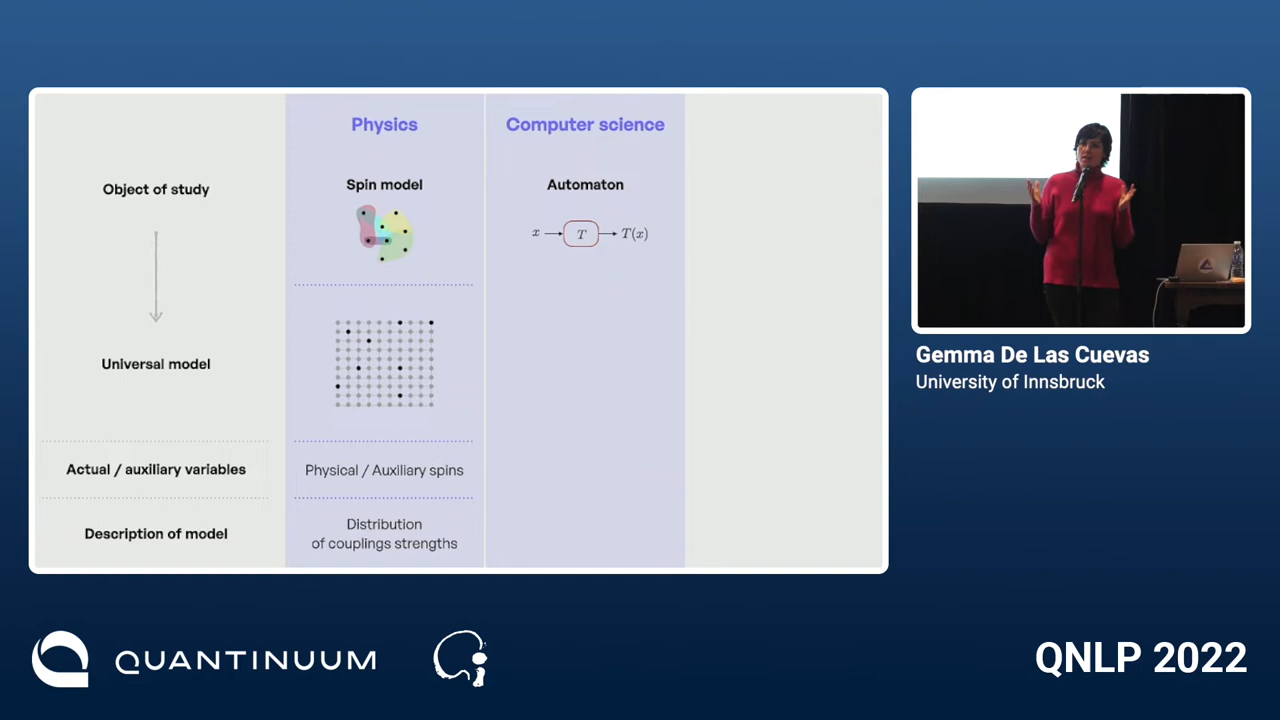 Physics
Computer science
Object of study
Spin model
Automaton
x
T
T(x)
Universal model
Actual / auxiliary variables
Physical / Auxiliary spins
Description of model
Distribution
of couplings strengths
Gemma De Las Cuevas
University of Innsbruck
QUANTINUUM
QNLP 2022